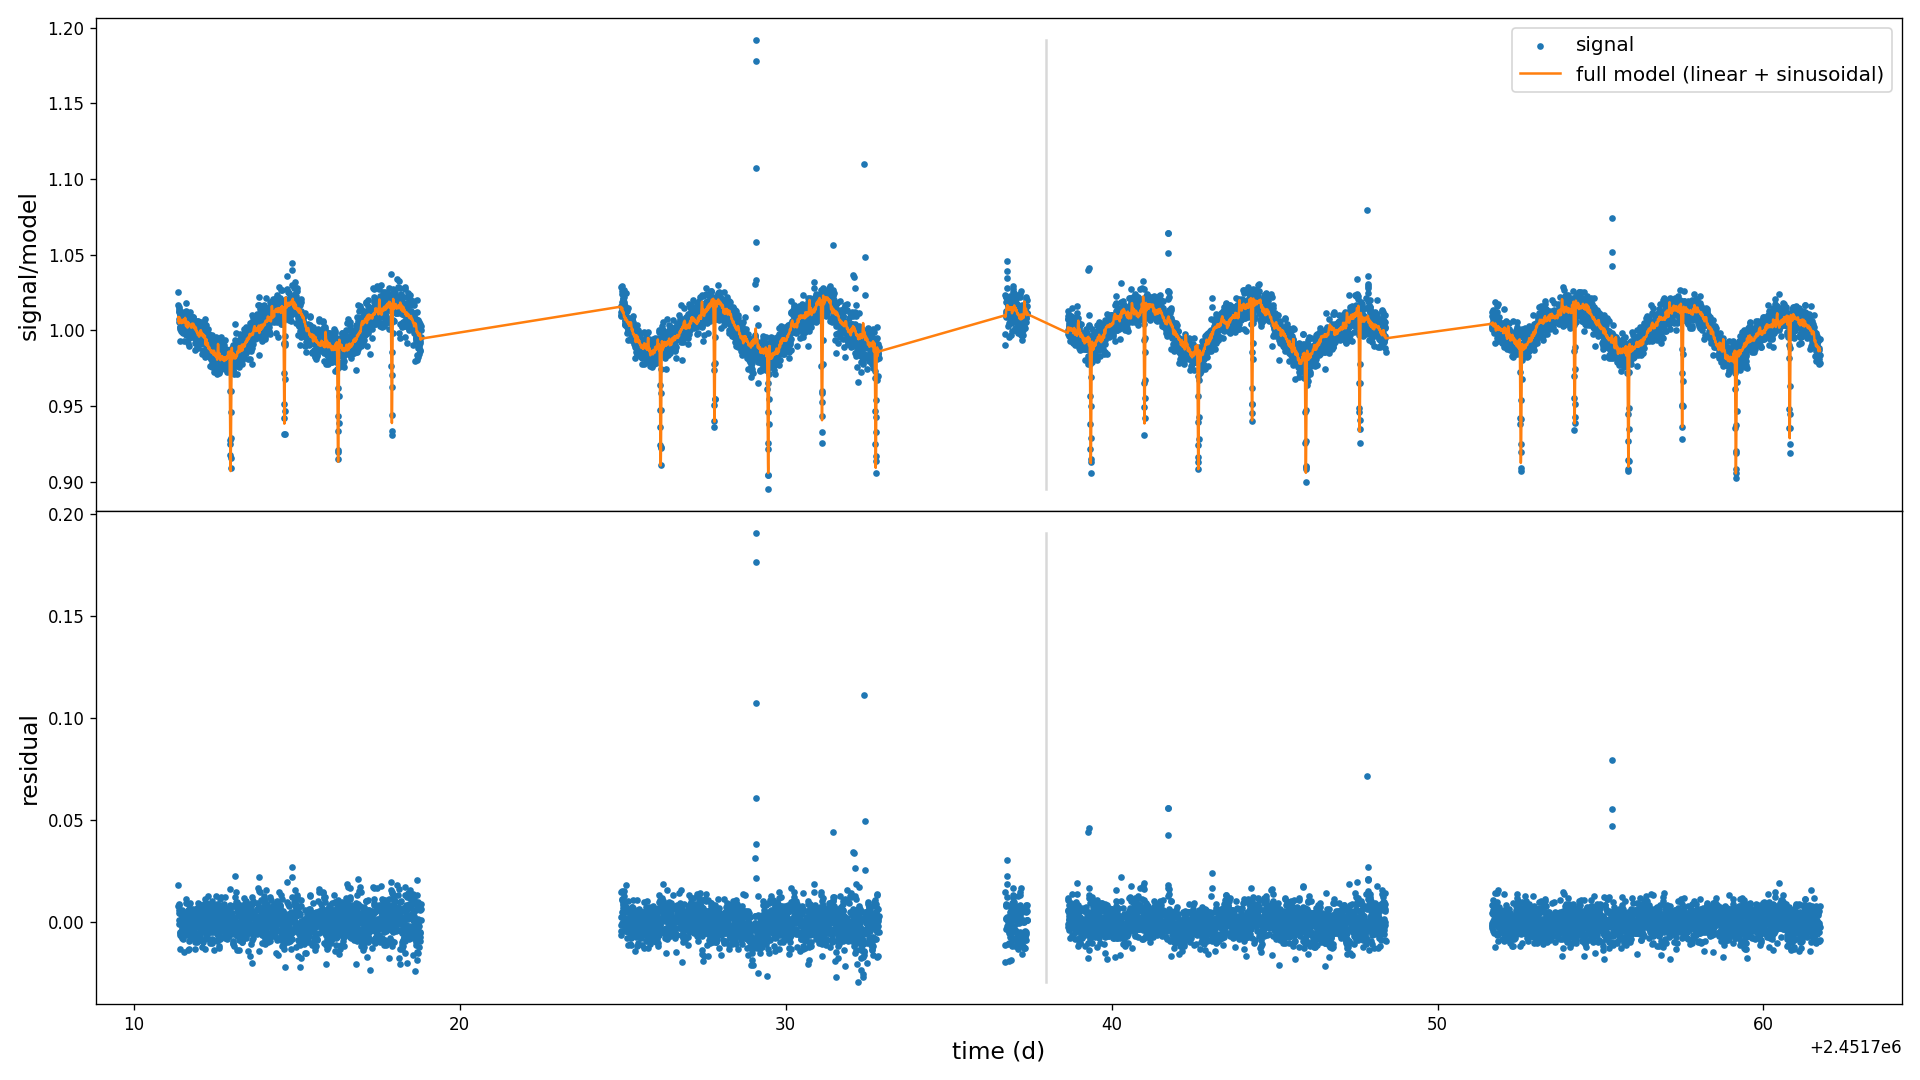 1.20
1.15
1.10
1.05
1.00
0.95
0.90
signal/model
signal
full model (linear + sinusoidal)
0.20
0.15
0.10
0.05
0.00
residual
10 20 30 40 50 60
time (d)
+2.4517e6